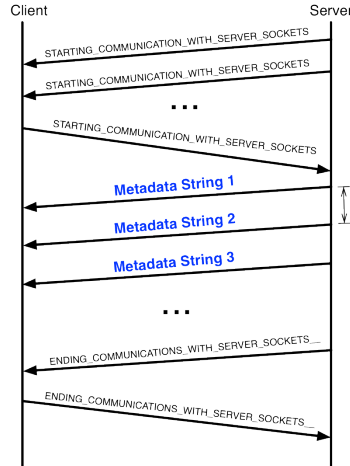 Client Server
STARTING_COMMUNICATION_WITH_SERVER_SOCKETS
STARTING_COMMUNICATION_WITH_SERVER_SOCKETS
...
STARTING_COMMUNICATION_WITH_SERVER_SOCKETS
Metadata String 1
Metadata String 2
Metadata String 3
...
ENDING_COMMUNICATIONS_WITH_SERVER_SOCKETS__
ENDING_COMMUNICATIONS_WITH_SERVER_SOCKETS__